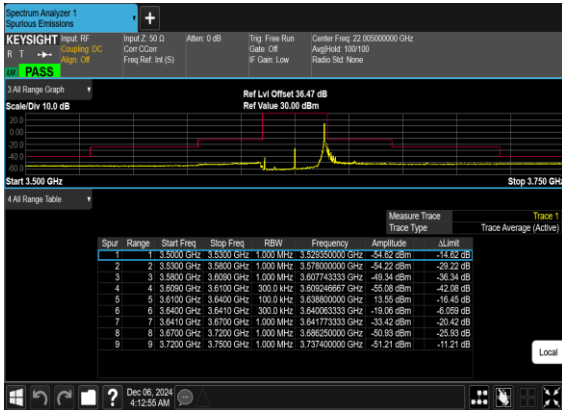 Spectrum Analyzer 1
Spurious Emissions
KEYSIGHT Input: RF Input Z: 50 Ω Atten: 0 dB Trig: Free Run Center Freq: 22.005000000 GHz
R T Coupling: DC Corr CCorr Gate: Off Avg|Hold: 100/100
Align: Off Freq Ref: Int (S) IF Gain: Low Radio Std: None
PASS
3 All Range Graph
Ref Lvl Offset 36.47 dB
Scale/Div 10.0 dB Ref Value 30.00 dBm
20.0
0.00
-20.0
-40.0
-60.0
Start 3.500 GHz Stop 3.750 GHz
4 All Range Table
Measure Trace Trace 1
Trace Type Trace Average (Active)
Spur Range Start Freq Stop Freq RBW Frequency Amplitude ΔLimit
1 1 3.5000 GHz 3.5300 GHz 1.000 MHz 3.529350000 GHz -54.62 dBm -14.62 dB
2 2 3.5300 GHz 3.5800 GHz 1.000 MHz 3.578000000 GHz -54.22 dBm -29.22 dB
3 3 3.5800 GHz 3.6090 GHz 1.000 MHz 3.607743333 GHz -49.34 dBm -36.34 dB
4 4 3.6090 GHz 3.6100 GHz 300.0 kHz 3.609246667 GHz -55.08 dBm -42.08 dB
5 5 3.6100 GHz 3.6400 GHz 100.0 kHz 3.638800000 GHz 13.55 dBm -16.45 dB
6 6 3.6400 GHz 3.6410 GHz 300.0 kHz 3.640063333 GHz -19.06 dBm -6.059 dB
7 7 3.6410 GHz 3.6700 GHz 1.000 MHz 3.641773333 GHz -33.42 dBm -20.42 dB
8 8 3.6700 GHz 3.7200 GHz 1.000 MHz 3.686250000 GHz -50.93 dBm -25.93 dB
9 9 3.7200 GHz 3.7500 GHz 1.000 MHz 3.737400000 GHz -51.21 dBm -11.21 dB
Local
Dec 06, 2024
4:12:55 AM